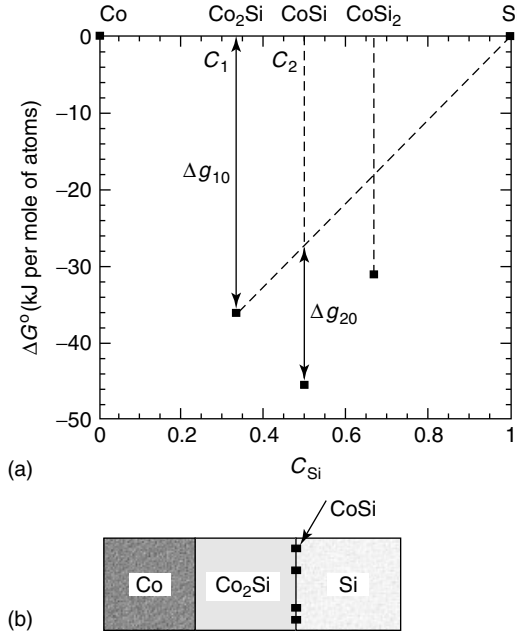 Co Co₂Si CoSi CoSi₂ S
0
−10
−20
−30
−40
−50
ΔG° (kJ per mole of atoms)
C₁ C₂
Δg₁₀
Δg₂₀
0 0.2 0.4 0.6 0.8 1
C_Si
(a)
CoSi
Co Co₂Si Si
(b)